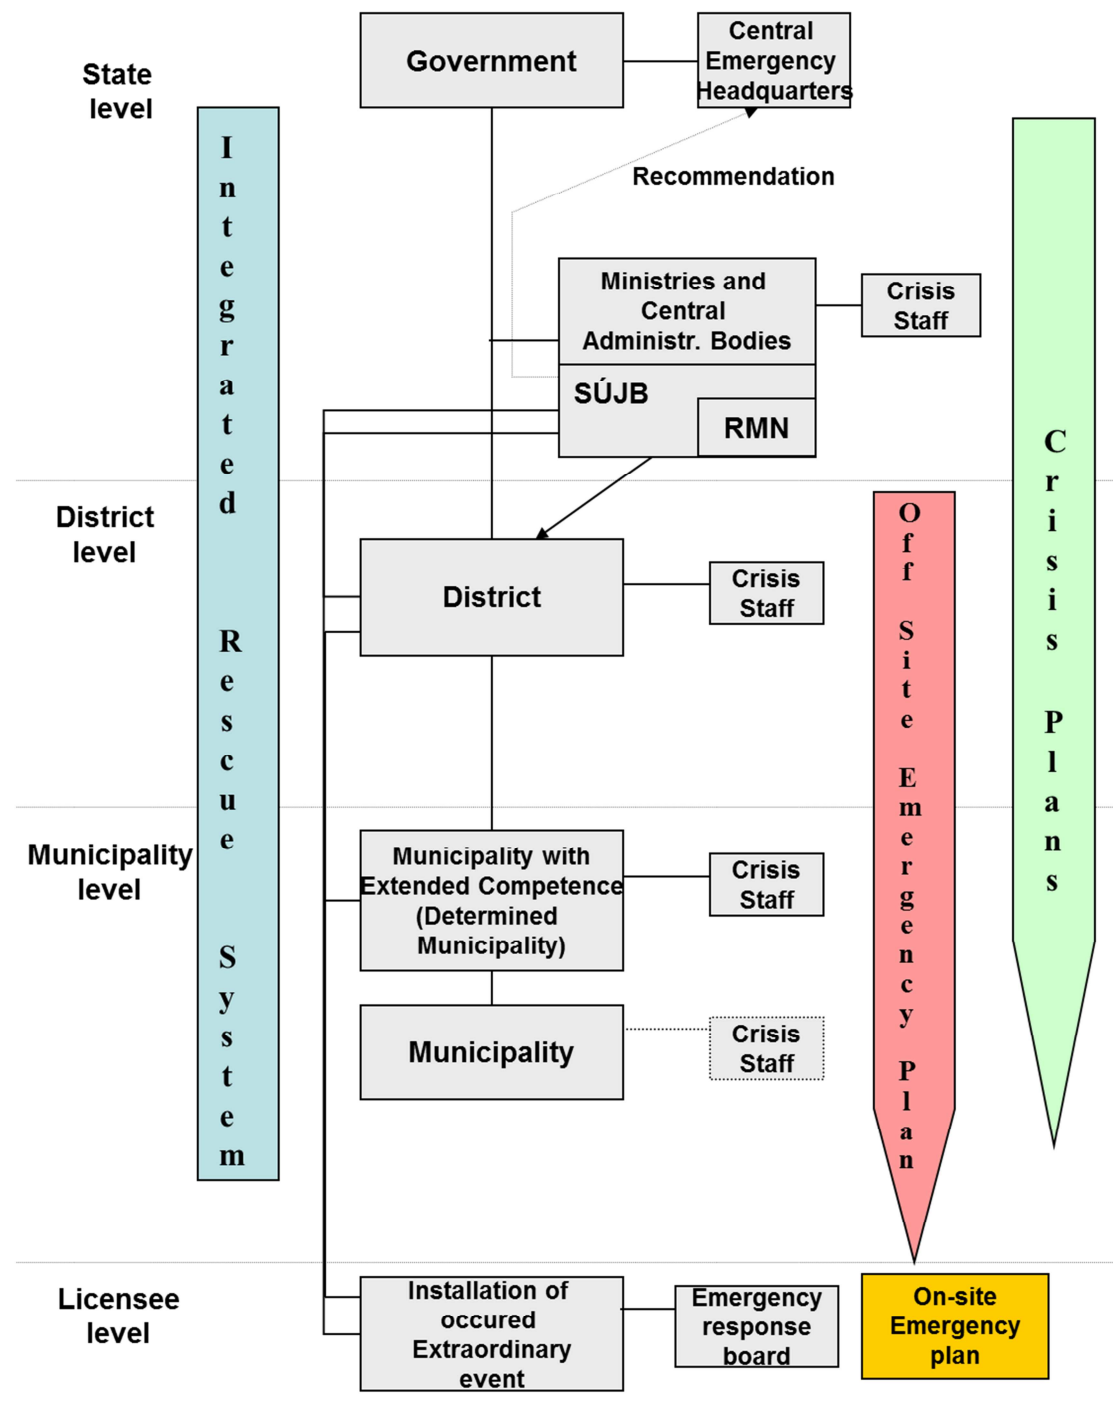 State
level
Government
Central
Emergency
Headquarters
Recommendation
Ministries and
Central
Administr. Bodies
Crisis
Staff
SÚJB
RMN
District
level
District
Crisis
Staff
Municipality
level
Municipality with
Extended Competence
(Determined
Municipality)
Crisis
Staff
Municipality
Crisis
Staff
Licensee
level
Installation of
occured
Extraordinary
event
Emergency
response
board
On-site
Emergency
plan
Integrated Rescue System
Off Site Emergency Plan
Crisis Plans